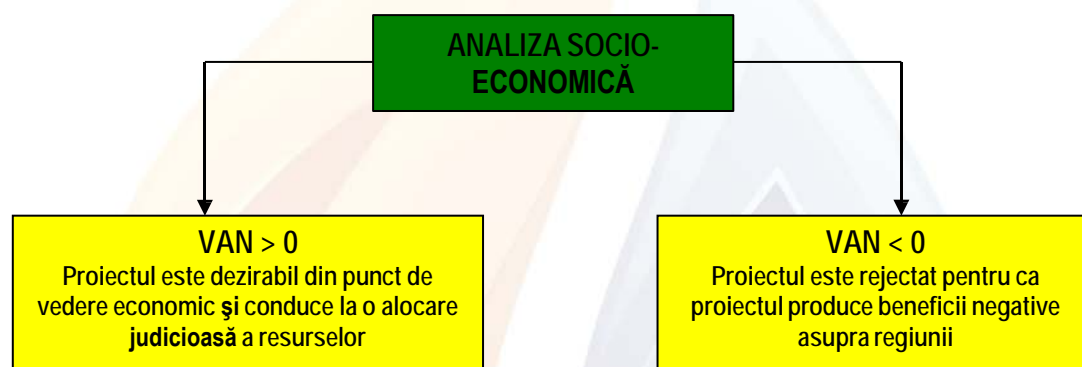 ANALIZA SOCIO-
ECONOMICĂ
VAN > 0
Proiectul este dezirabil din punct de
vedere economic şi conduce la o alocare
judicioasă a resurselor
VAN < 0
Proiectul este rejectat pentru ca
proiectul produce beneficii negative
asupra regiunii